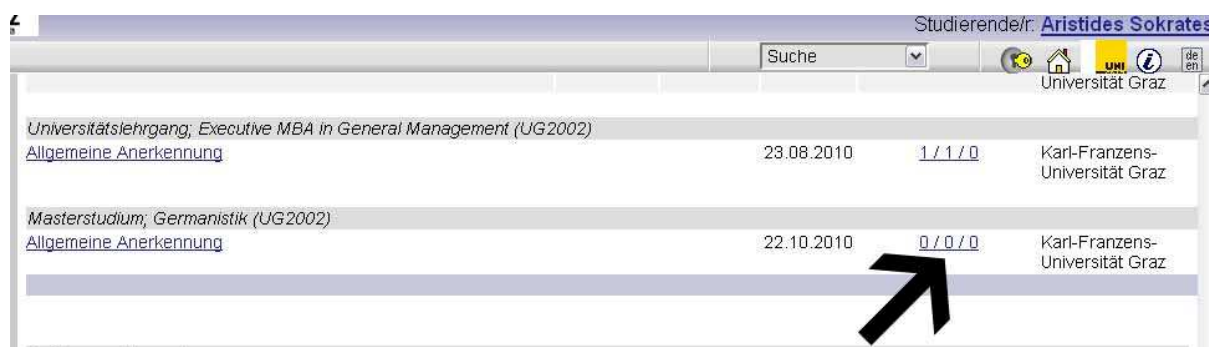 Studierende/r: Aristides Sokrates
Suche
UNI
de
en
Universität Graz
Universitätslehrgang; Executive MBA in General Management (UG2002)
Allgemeine Anerkennung 23.08.2010 1 / 1 / 0 Karl-Franzens-
Universität Graz
Masterstudium; Germanistik (UG2002)
Allgemeine Anerkennung 22.10.2010 0 / 0 / 0 Karl-Franzens-
Universität Graz